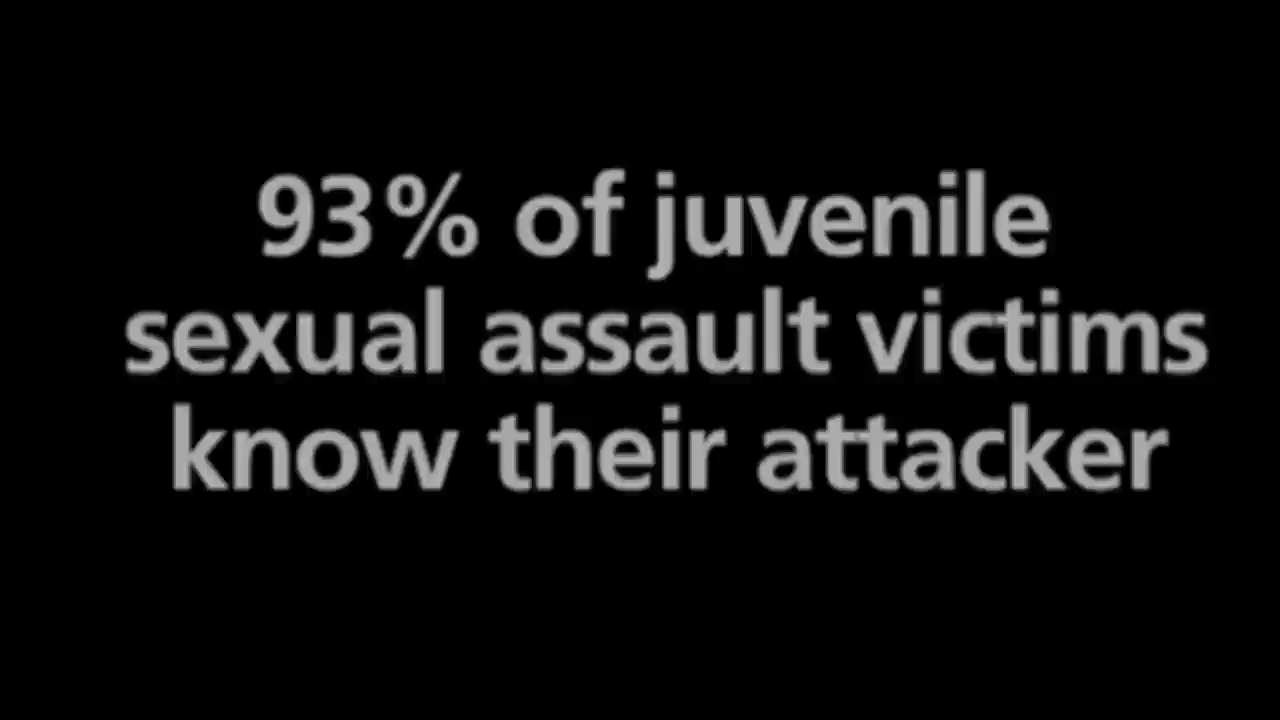 93% of juvenile
sexual assault victims
know their attacker